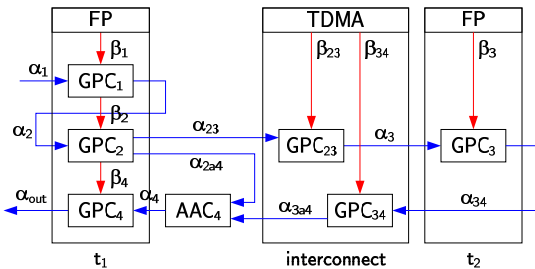 FP TDMA FP
β1 β23 β34 β3
α1 GPC1
β2
α2 GPC2 α23 GPC23 α3 GPC3
α2a4
β4
αout GPC4 α4 AAC4 α3a4 GPC34 α34
t1 interconnect t2